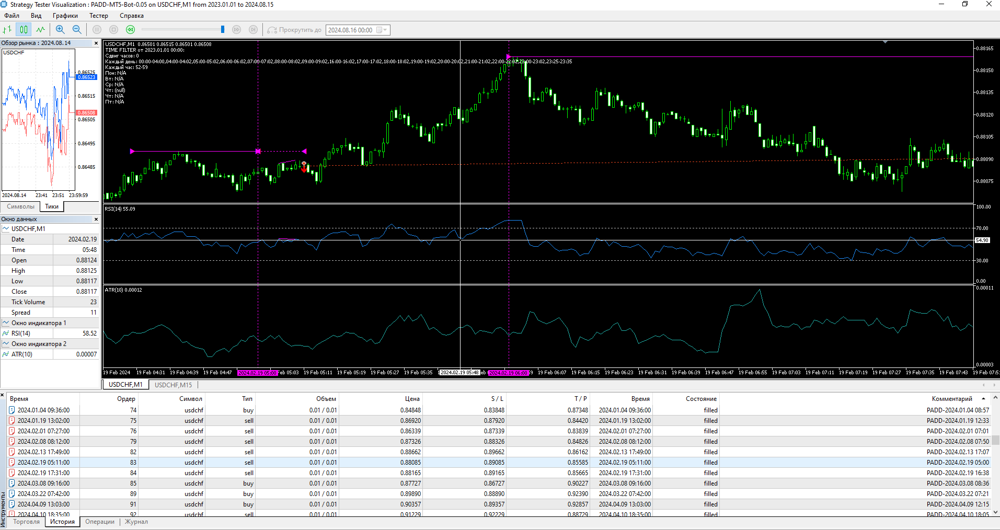 Strategy Tester Visualization : PADD-MT5-Bot-0.05 on USDCHF,M1 from 2023.01.01 to 2024.08.15
Файл Вид Графики Тестер Справка
Прокрутить до 2024.08.16 00:00
Обзор рынка : 2024.08.14
USDCHF
0.86525
0.86523
0.86515
0.86508
0.86505
0.86495
0.86485
2024.08.14 23:41 23:51 23:59:59
Символы Тики
Окно данных
USDCHF,M1
Date 2024.02.19
Time 05:48
Open 0.88124
High 0.88125
Low 0.88117
Close 0.88117
Tick Volume 23
Spread 11
Окно индикатора 1
RSI(14) 58.52
Окно индикатора 2
ATR(10) 0.00007
USDCHF,M1 0.86501 0.86515 0.86501 0.86508
TIME FILTER от 2023.01.01 00:00:
Сдвиг часов: 0
Каждый день: 00:00-04:00,04:00-04:02,05:00-05:02,06:00-06:02,07:00-07:02,08:00-08:02,09:00-09:02,16:00-16:02,17:00-17:02,18:00-18:02,19:00-19:02,20:00-20:02,21:00-21:02,22:00-22:02,23:00-23:02,23:25-23:35
Каждый час: 52-59
Пон: N/A
Вт: N/A
Ср: N/A
Чт: (null)
Чт: N/A
Пт: N/A
0.88165
0.88150
0.88135
0.88120
0.88105
0.88090
0.88075
RSI(14) 55.09
100.00
70.00
54.90
30.00
0.00
ATR(10) 0.00012
0.00011
0.00003
19 Feb 2024 19 Feb 04:31 19 Feb 04:39 19 Feb 04:47 2024.02.19 05:00 Feb 05:03 19 Feb 05:11 19 Feb 05:19 19 Feb 05:27 19 Feb 05:35 2024.02.19 05:48 2024.02.19 06:00 19 Feb 06:07 19 Feb 06:15 19 Feb 06:23 19 Feb 06:31 19 Feb 06:39 19 Feb 06:47 19 Feb 06:55 19 Feb 07:03 19 Feb 07:11 19 Feb 07:19 19 Feb 07:27 19 Feb 07:35 19 Feb 07:43 19 Feb 07:51
USDCHF,M1 USDCHF,M15
Время Ордер Символ Тип Объем Цена S / L T / P Время Состояние Комментарий
2024.01.04 09:36:00 74 usdchf buy 0.01 / 0.01 0.84848 0.83848 0.87348 2024.01.04 09:36:00 filled PADD-2024.01.04 08:57
2024.01.19 13:02:00 75 usdchf sell 0.01 / 0.01 0.86920 0.87920 0.84420 2024.01.19 13:02:00 filled PADD-2024.01.19 12:33
2024.02.01 07:27:00 76 usdchf sell 0.01 / 0.01 0.86339 0.87339 0.83839 2024.02.01 07:27:00 filled PADD-2024.02.01 07:01
2024.02.08 08:12:00 79 usdchf sell 0.01 / 0.01 0.87326 0.88326 0.84826 2024.02.08 08:12:00 filled PADD-2024.02.08 07:50
2024.02.13 17:49:00 82 usdchf sell 0.01 / 0.01 0.88662 0.89662 0.86162 2024.02.13 17:49:00 filled PADD-2024.02.13 17:07
2024.02.19 05:11:00 83 usdchf sell 0.01 / 0.01 0.88085 0.89085 0.85585 2024.02.19 05:11:00 filled PADD-2024.02.19 05:00
2024.02.19 17:31:00 84 usdchf sell 0.01 / 0.01 0.88165 0.89165 0.85665 2024.02.19 17:31:00 filled PADD-2024.02.19 16:38
2024.03.08 09:16:00 85 usdchf buy 0.01 / 0.01 0.87727 0.86727 0.90227 2024.03.08 09:16:00 filled PADD-2024.03.08 08:36
2024.03.22 07:42:00 89 usdchf buy 0.01 / 0.01 0.89890 0.88890 0.92390 2024.03.22 07:42:00 filled PADD-2024.03.22 07:21
2024.04.09 13:03:00 91 usdchf buy 0.01 / 0.01 0.90357 0.89357 0.92857 2024.04.09 13:03:00 filled PADD-2024.04.09 12:15
2024.04.10 18:35:00 92 usdchf sell 0.01 / 0.01 0.91229 0.92229 0.88729 2024.04.10 18:35:00 filled PADD-2024.04.10 18:05
Инструменты
Торговля История Операции Журнал